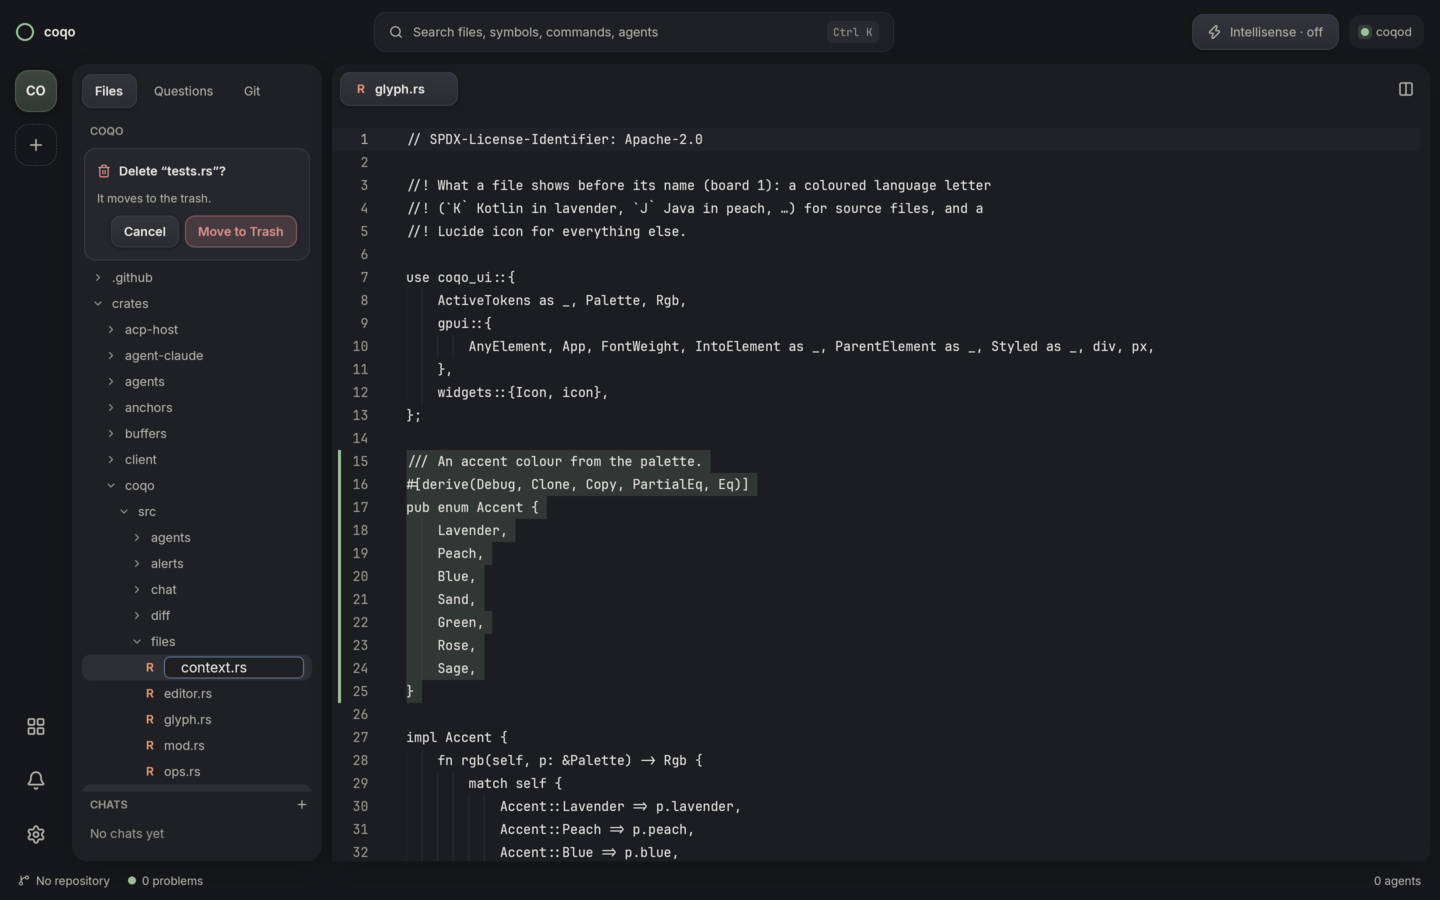 coqo
Search files, symbols, commands, agents
Ctrl K
Intellisense · off
coqod
CO
Files
Questions
Git
COQO
Delete “tests.rs”?
It moves to the trash.
Cancel
Move to Trash
.github
crates
acp-host
agent-claude
agents
anchors
buffers
client
coqo
src
agents
alerts
chat
diff
files
R context.rs
R editor.rs
R glyph.rs
R mod.rs
R ops.rs
CHATS
No chats yet
R glyph.rs
1 // SPDX-License-Identifier: Apache-2.0
2
3 //! What a file shows before its name (board 1): a coloured language letter
4 //! (`K` Kotlin in lavender, `J` Java in peach, …) for source files, and a
5 //! Lucide icon for everything else.
6
7 use coqo_ui::{
8 ActiveTokens as _, Palette, Rgb,
9 gpui::{
10 AnyElement, App, FontWeight, IntoElement as _, ParentElement as _, Styled as _, div, px,
11 },
12 widgets::{Icon, icon},
13 };
14
15 /// An accent colour from the palette.
16 #[derive(Debug, Clone, Copy, PartialEq, Eq)]
17 pub enum Accent {
18 Lavender,
19 Peach,
20 Blue,
21 Sand,
22 Green,
23 Rose,
24 Sage,
25 }
26
27 impl Accent {
28 fn rgb(self, p: &Palette) -> Rgb {
29 match self {
30 Accent::Lavender => p.lavender,
31 Accent::Peach => p.peach,
32 Accent::Blue => p.blue,
No repository
0 problems
0 agents